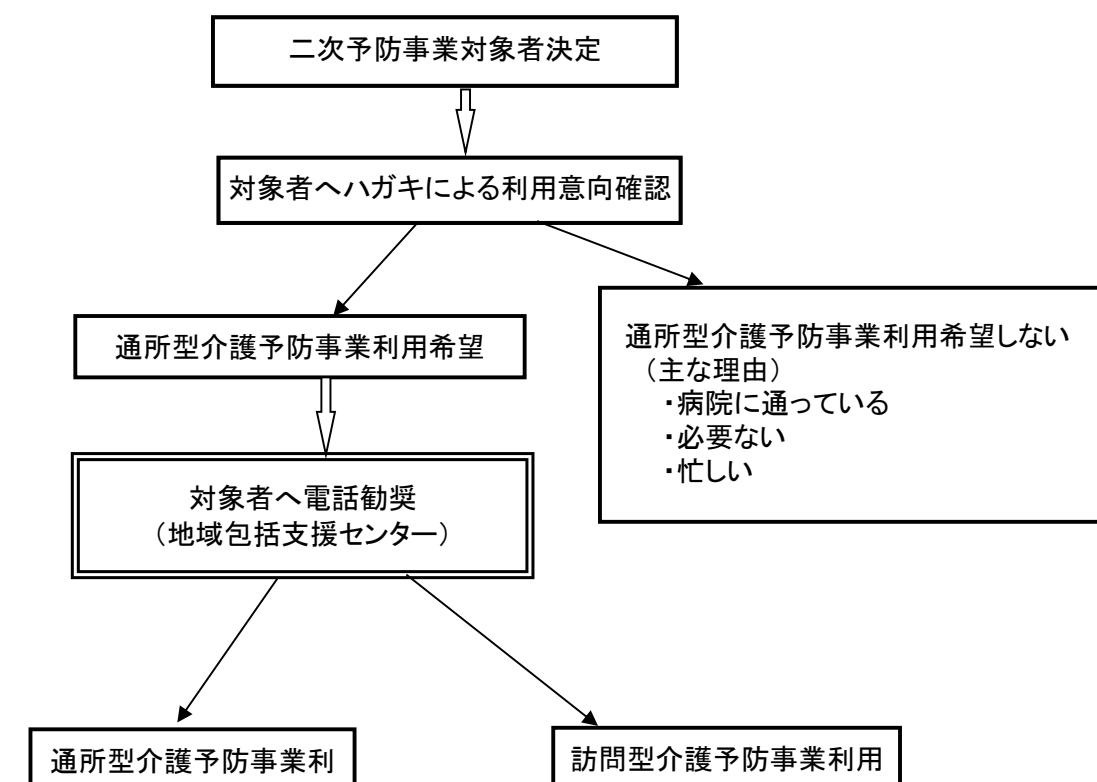 二次予防事業対象者決定
対象者へハガキによる利用意向確認
通所型介護予防事業利用希望
通所型介護予防事業利用希望しない
（主な理由）
・病院に通っている
・必要ない
・忙しい
対象者へ電話勧奨
（地域包括支援センター）
通所型介護予防事業利
訪問型介護予防事業利用